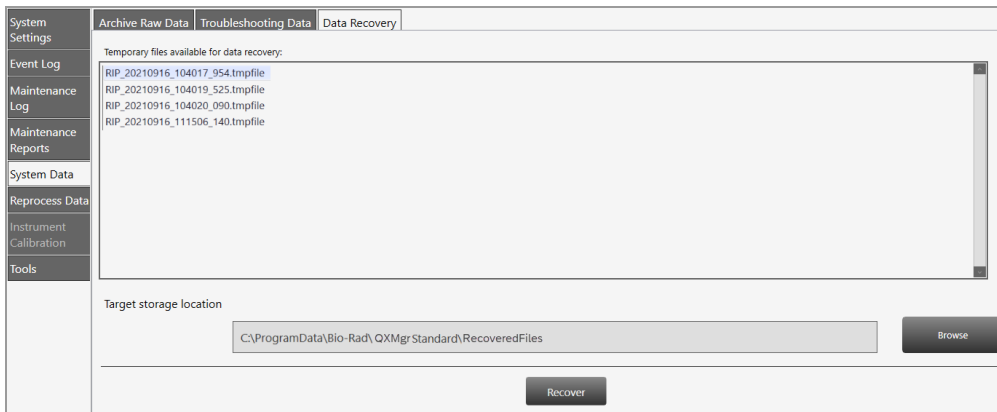 System
Settings
Event Log
Maintenance
Log
Maintenance
Reports
System Data
Reprocess Data
Instrument
Calibration
Tools
Archive Raw Data
Troubleshooting Data
Data Recovery
Temporary files available for data recovery:
RIP_20210916_104017_954.tmpfile
RIP_20210916_104019_525.tmpfile
RIP_20210916_104020_090.tmpfile
RIP_20210916_111506_140.tmpfile
Target storage location
C:\ProgramData\Bio-Rad\QXMgrStandard\RecoveredFiles
Browse
Recover